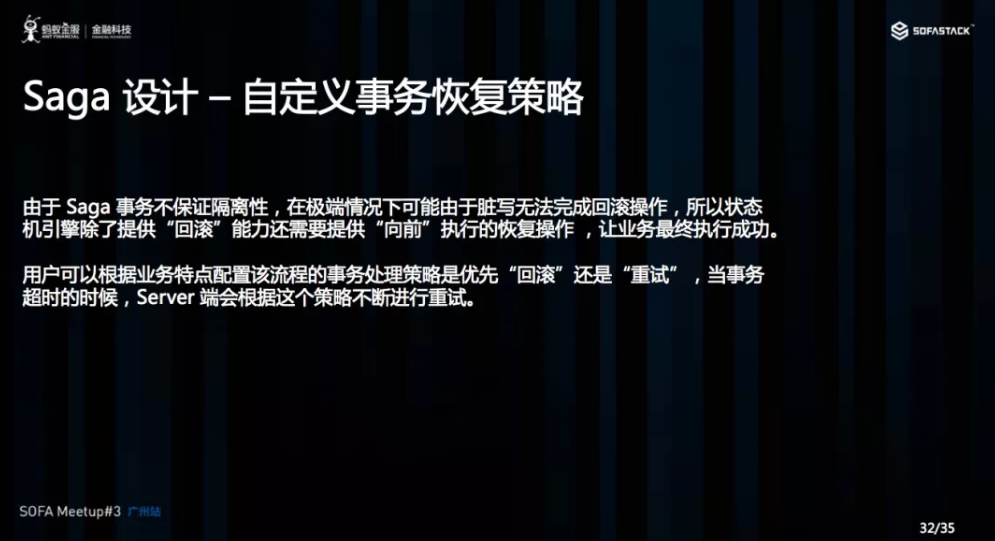 蚂蚁金服 金融科技
ANT FINANCIAL FINANCIAL TECHNOLOGY
SOFASTACK
Saga 设计 – 自定义事务恢复策略
由于 Saga 事务不保证隔离性，在极端情况下可能由于脏写无法完成回滚操作，所以状态
机引擎除了提供“回滚”能力还需要提供“向前”执行的恢复操作 ，让业务最终执行成功。
用户可以根据业务特点配置该流程的事务处理策略是优先“回滚”还是“重试” ，当事务
超时的时候，Server 端会根据这个策略不断进行重试。
SOFA Meetup#3 广州站
32/35